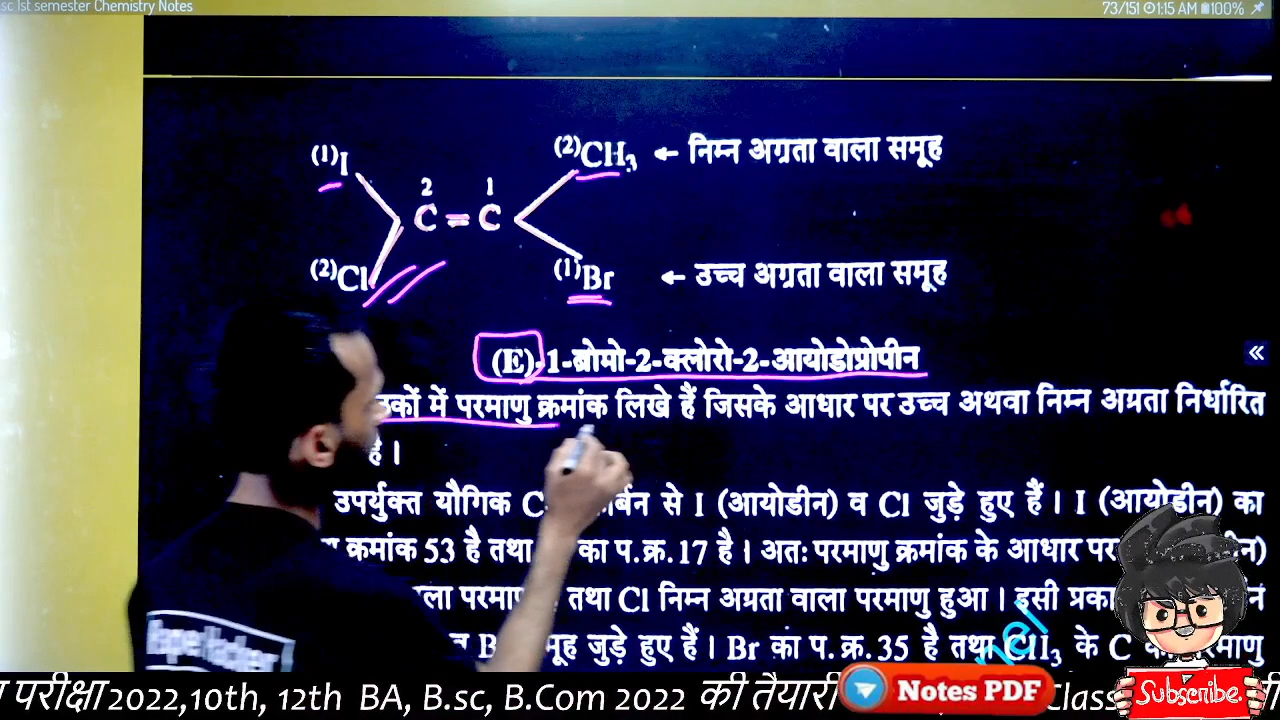 sc 1st semester Chemistry Notes
73/151 1:15 AM 100%
(1)I
(2)CH3 ← निम्न अग्रता वाला समूह
2 1
C = C
(2)Cl
(1)Br ← उच्च अग्रता वाला समूह
(E)-1-ब्रोमो-2-क्लोरो-2-आयोडोप्रोपीन
में परमाणु क्रमांक लिखे हैं जिसके आधार पर उच्च अथवा निम्न अग्रता निर्धारित
है।
उपर्युक्त यौगिक से I (आयोडीन) व Cl जुड़े हुए हैं। I (आयोडीन) का
क्रमांक 53 है तथा का प.क्र. 17 है। अतः परमाणु क्रमांक के आधार पर
तथा Cl निम्न अग्रता वाला परमाणु हुआ। इसी
जुड़े हुए हैं। Br का प. क्र. 35 है तथा CH3 के C
परीक्षा 2022,10th, 12th BA, B.sc, B.Com 2022 की तैयारी
Notes PDF
Class
Subscribe.